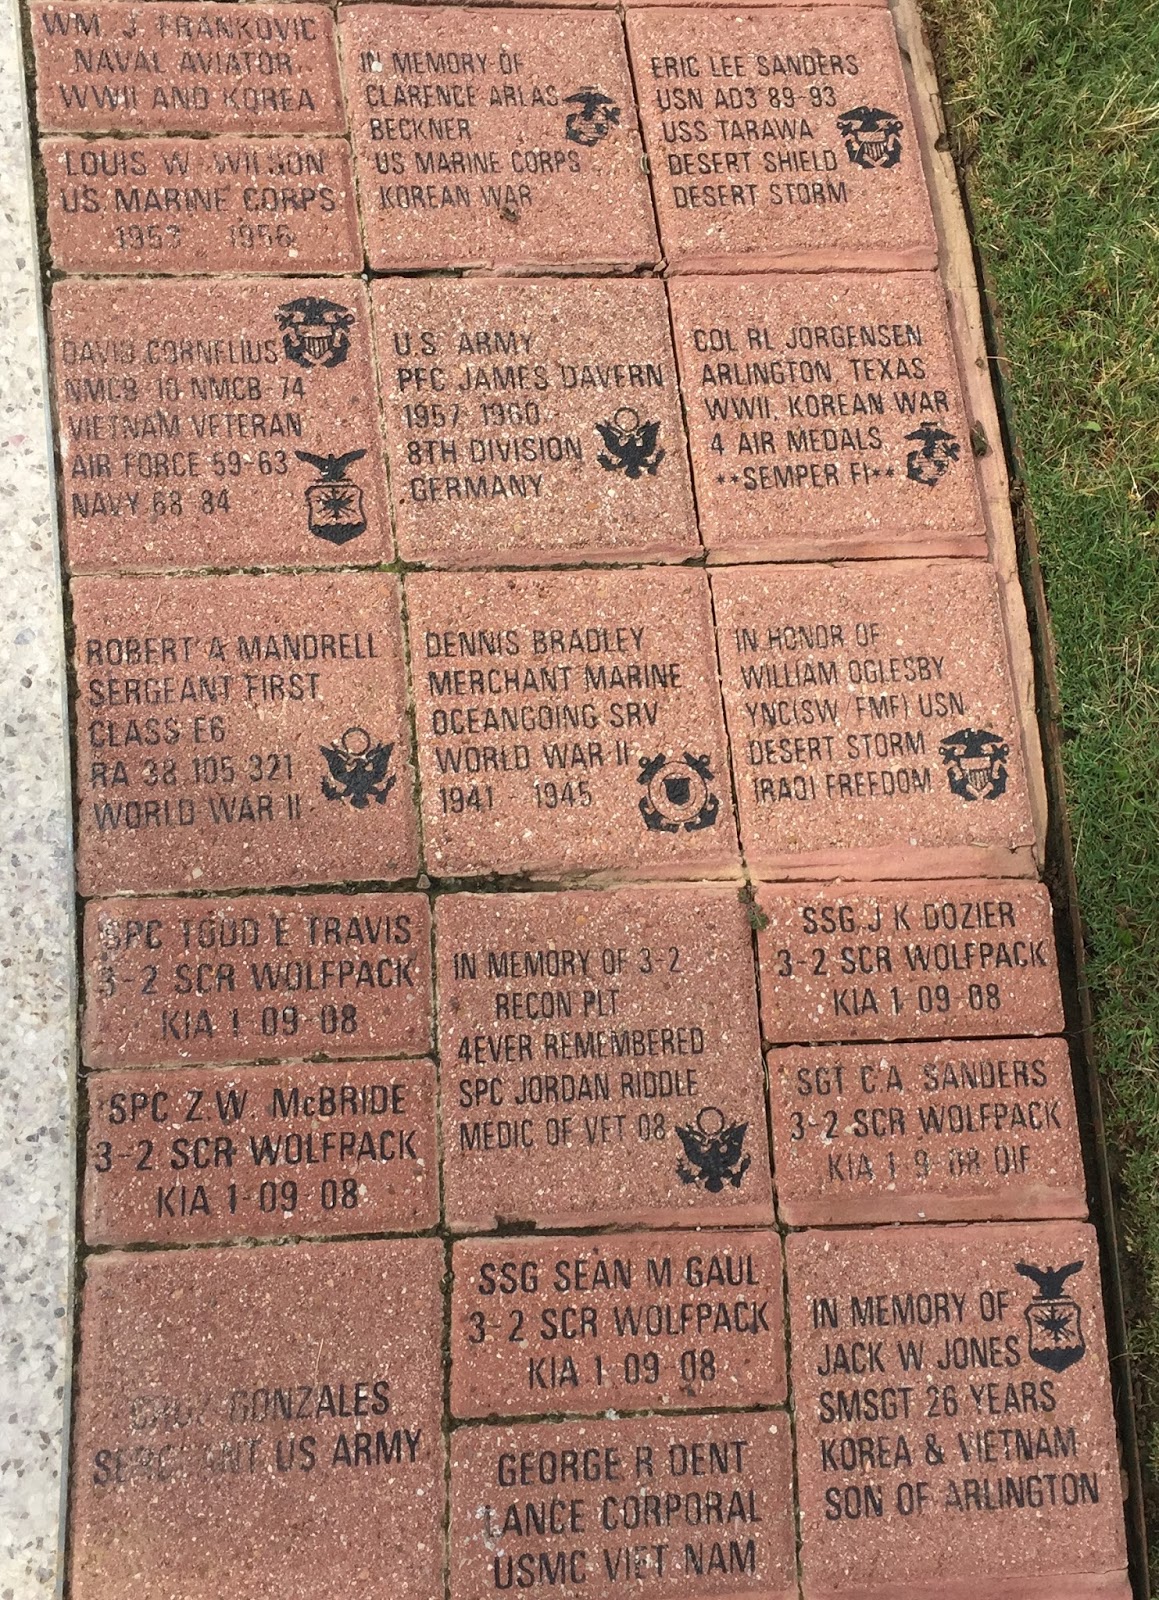 WM J FRANKOVIC
NAVAL AVIATOR
WWII AND KOREA
IN MEMORY OF
CLARENCE ARLAS
BECKNER
US MARINE CORPS
KOREAN WAR
ERIC LEE SANDERS
USN AD3 89-93
USS TARAWA
DESERT SHIELD
DESERT STORM
LOUIS W WILSON
US MARINE CORPS
1953 1956
DAVID CORNELIUS
NMCB 10 NMCB-74
VIETNAM VETERAN
AIR FORCE 59-63
NAVY 68 84
U.S ARMY
PFC JAMES DAVERN
1957 1960
8TH DIVISION
GERMANY
COL RL JORGENSEN
ARLINGTON, TEXAS
WWII, KOREAN WAR
4 AIR MEDALS
**SEMPER FI**
ROBERT A MANDRELL
SERGEANT FIRST
CLASS E6
RA 38 105 321
WORLD WAR II
DENNIS BRADLEY
MERCHANT MARINE
OCEANGOING SRV
WORLD WAR II
1941 - 1945
IN HONOR OF
WILLIAM OGLESBY
YNC(SW/FMF) USN
DESERT STORM
IRAQI FREEDOM
SPC TODD E TRAVIS
3-2 SCR WOLFPACK
KIA 1-09-08
IN MEMORY OF 3-2
RECON PLT
4EVER REMEMBERED
SPC JORDAN RIDDLE
MEDIC OF VET 08
SSG J K DOZIER
3-2 SCR WOLFPACK
KIA 1-09-08
SPC Z.W. McBRIDE
3-2 SCR WOLFPACK
KIA 1-09 08
SGT C.A. SANDERS
3-2 SCR WOLFPACK
KIA 1-9-08 OIF
GONZALES
SERGEANT US ARMY
SSG SEAN M GAUL
3-2 SCR WOLFPACK
KIA 1 09-08
IN MEMORY OF
JACK W JONES
SMSGT 26 YEARS
KOREA & VIETNAM
SON OF ARLINGTON
GEORGE R DENT
LANCE CORPORAL
USMC VIET NAM